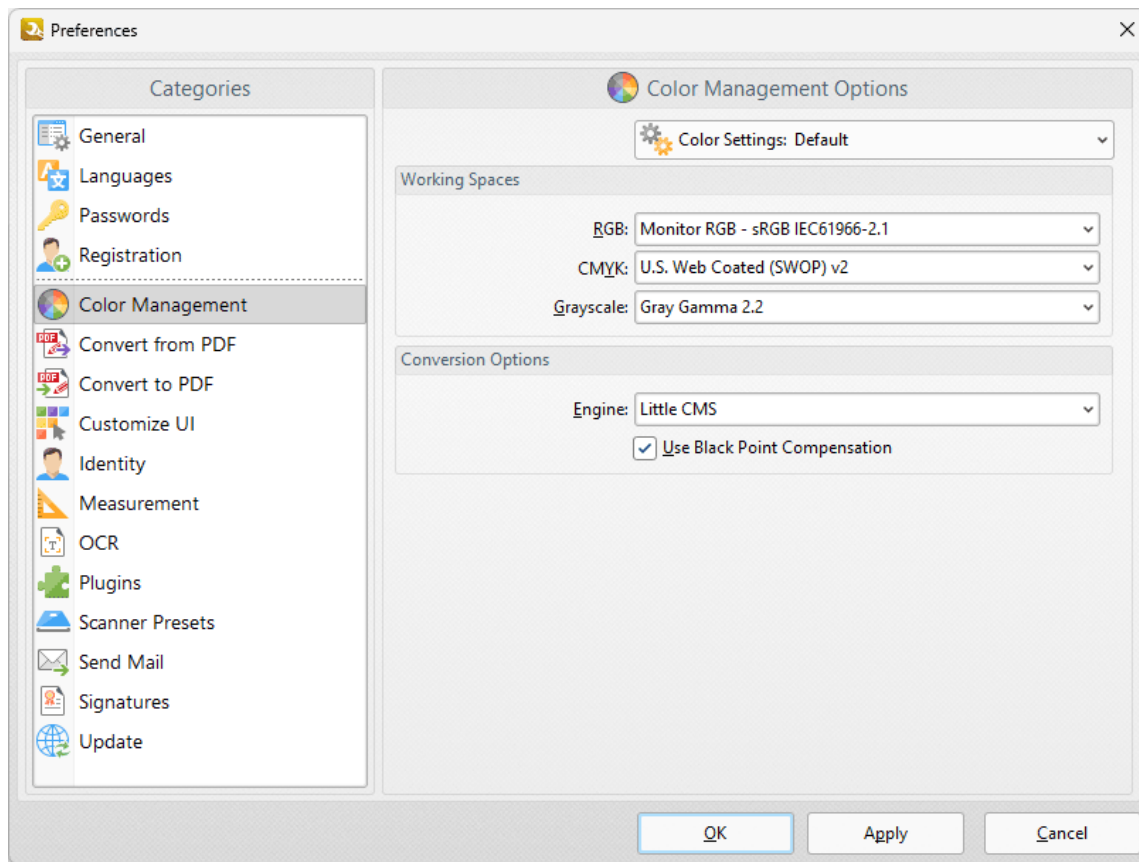 Preferences
Categories
General
Languages
Passwords
Registration
Color Management
Convert from PDF
Convert to PDF
Customize UI
Identity
Measurement
OCR
Plugins
Scanner Presets
Send Mail
Signatures
Update
Color Management Options
Color Settings: Default
Working Spaces
RGB: Monitor RGB - sRGB IEC61966-2.1
CMYK: U.S. Web Coated (SWOP) v2
Grayscale: Gray Gamma 2.2
Conversion Options
Engine: Little CMS
Use Black Point Compensation
OK Apply Cancel